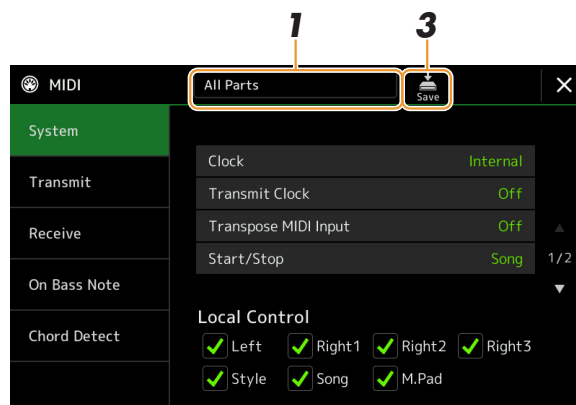 1 3
MIDI All Parts Save
System
Clock Internal
Transmit
Transmit Clock Off
Transpose MIDI Input Off
Receive
Start/Stop Song 1/2
On Bass Note
Local Control
Chord Detect
Left Right1 Right2 Right3
Style Song M.Pad